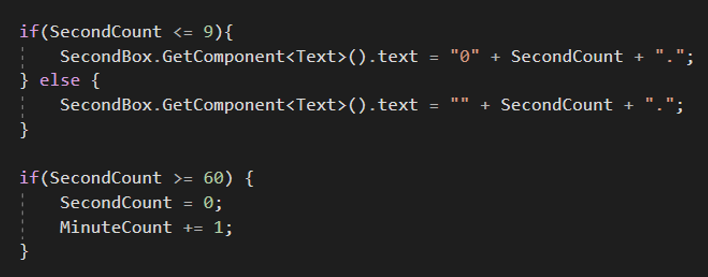 if(SecondCount <= 9){
    SecondBox.GetComponent<Text>().text = "0" + SecondCount + ".";
} else {
    SecondBox.GetComponent<Text>().text = "" + SecondCount + ".";
}

if(SecondCount >= 60) {
    SecondCount = 0;
    MinuteCount += 1;
}